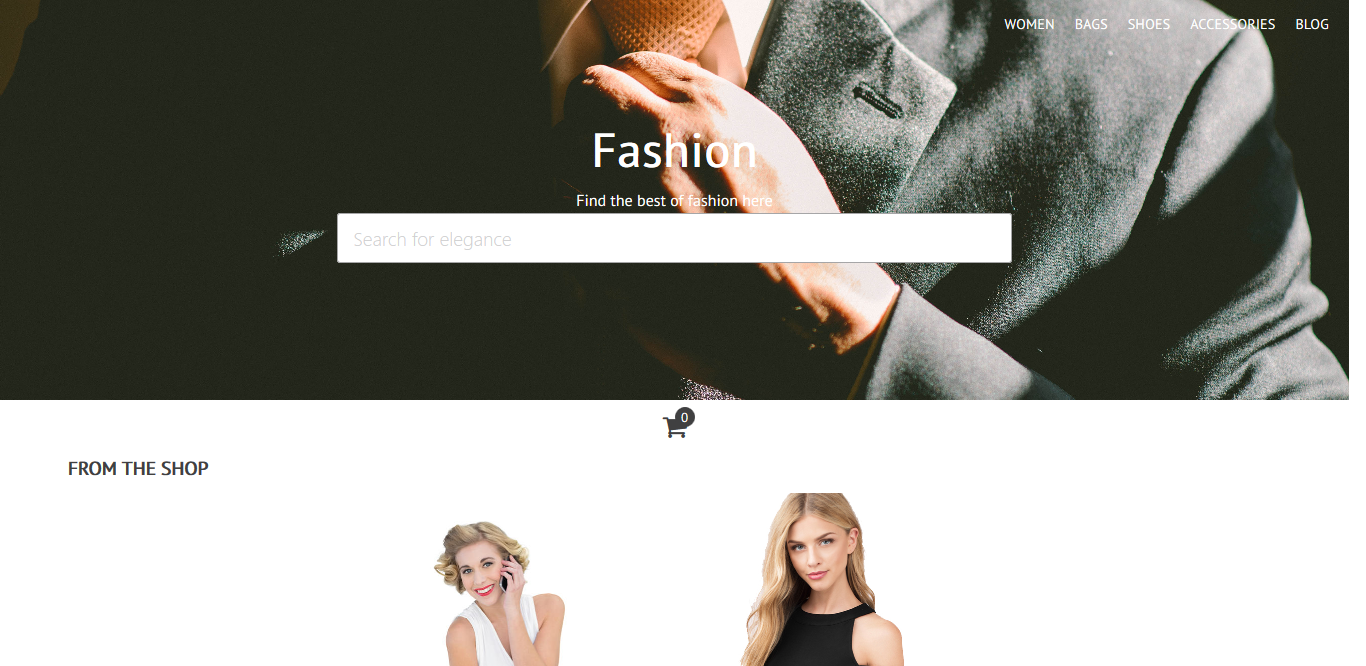 WOMEN BAGS SHOES ACCESSORIES BLOG
Fashion
Find the best of fashion here
Search for elegance
0
FROM THE SHOP